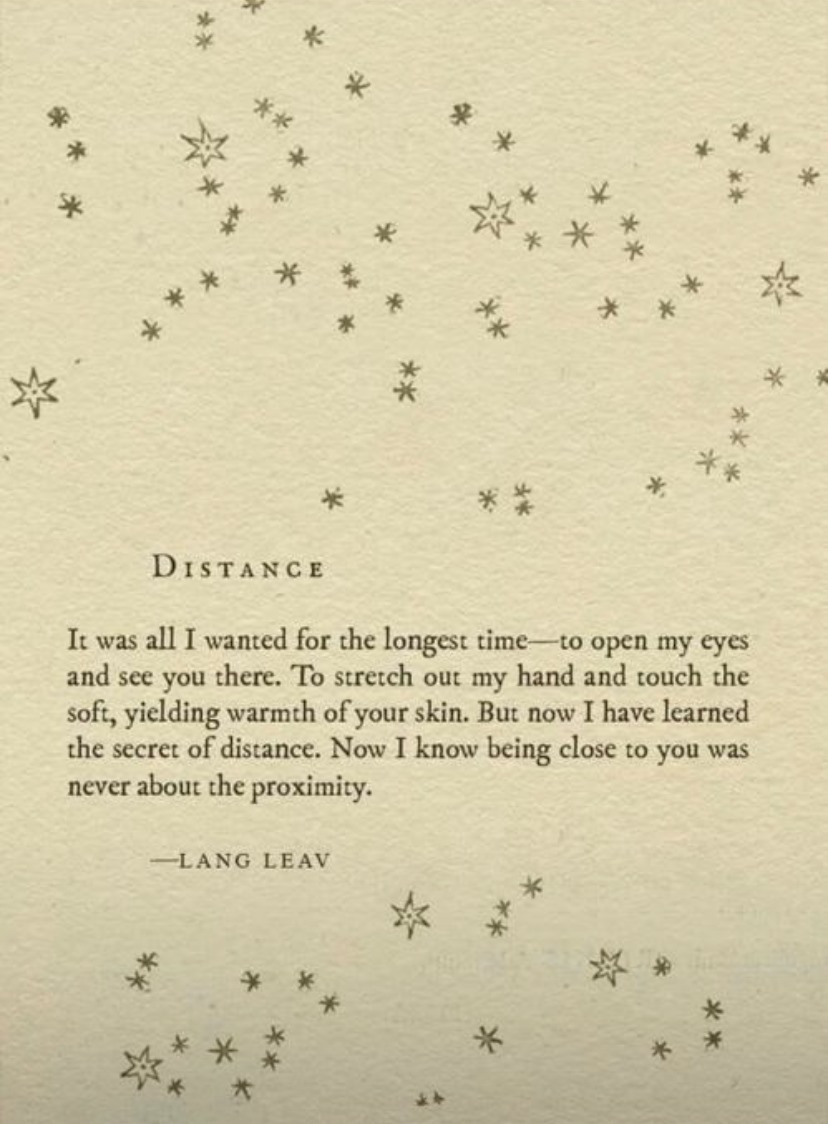 DISTANCE
It was all I wanted for the longest time—to open my eyes
and see you there. To stretch out my hand and touch the
soft, yielding warmth of your skin. But now I have learned
the secret of distance. Now I know being close to you was
never about the proximity.
—LANG LEAV